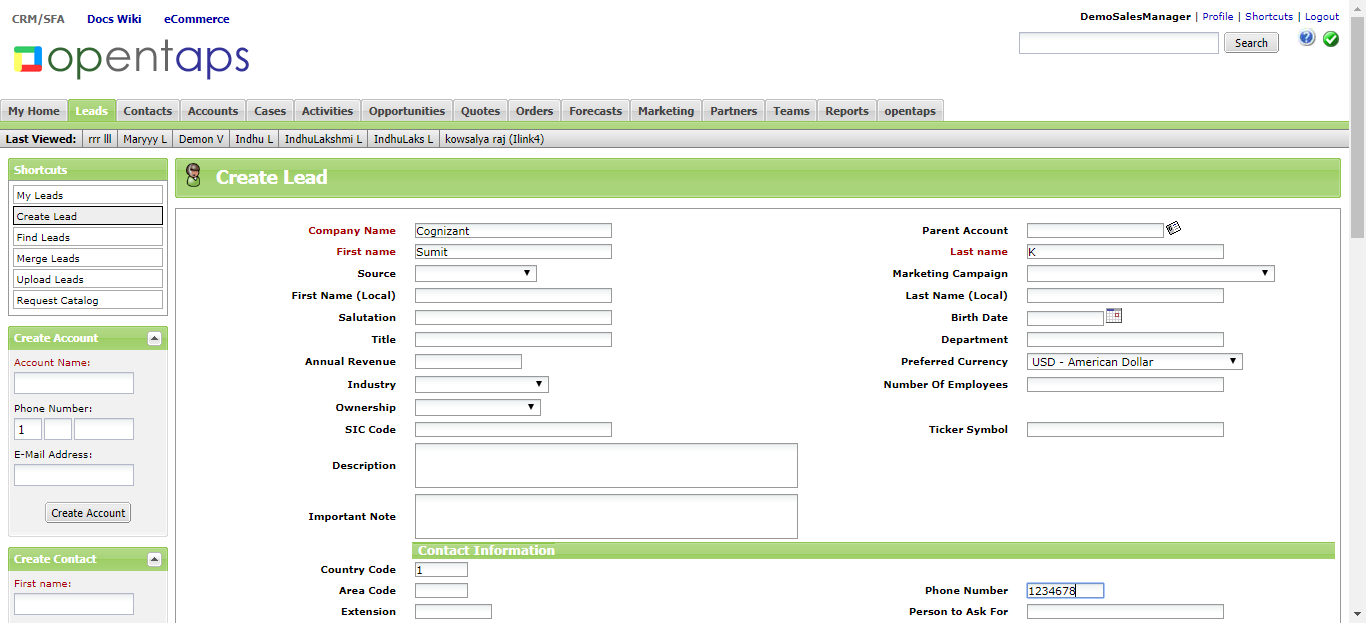 CRM/SFA Docs Wiki eCommerce
DemoSalesManager | Profile | Shortcuts | Logout
opentaps
Search
My Home Leads Contacts Accounts Cases Activities Opportunities Quotes Orders Forecasts Marketing Partners Teams Reports opentaps
Last Viewed: rrr lll Maryyy L Demon V Indhu L IndhuLakshmi L IndhuLaks L kowsalya raj (Ilink4)
Shortcuts
My Leads
Create Lead
Find Leads
Merge Leads
Upload Leads
Request Catalog
Create Account
Account Name:
Phone Number:
1
E-Mail Address:
Create Account
Create Contact
First name:
Create Lead
Company Name Cognizant Parent Account
First name Sumit Last name K
Source Marketing Campaign
First Name (Local) Last Name (Local)
Salutation Birth Date
Title Department
Annual Revenue Preferred Currency USD - American Dollar
Industry Number Of Employees
Ownership
SIC Code Ticker Symbol
Description
Important Note
Contact Information
Country Code 1
Area Code Phone Number 1234678
Extension Person to Ask For